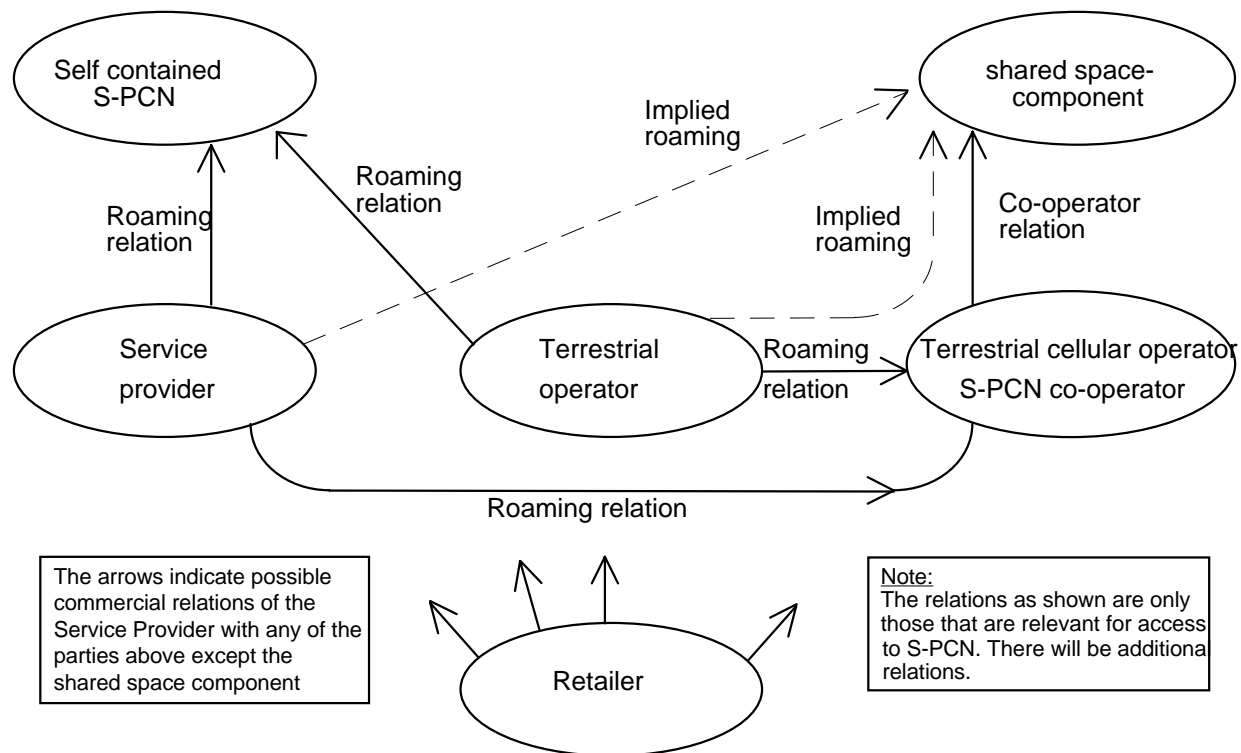 Self contained
S-PCN
shared space-
component
Implied
roaming
Roaming
relation
Roaming
relation
Implied
roaming
Co-operator
relation
Service
provider
Terrestrial
operator
Roaming
relation
Terrestrial cellular operator
S-PCN co-operator
Roaming relation
The arrows indicate possible
commercial relations of the
Service Provider with any of the
parties above except the
shared space component
Note:
The relations as shown are only
those that are relevant for access
to S-PCN. There will be additional
relations.
Retailer